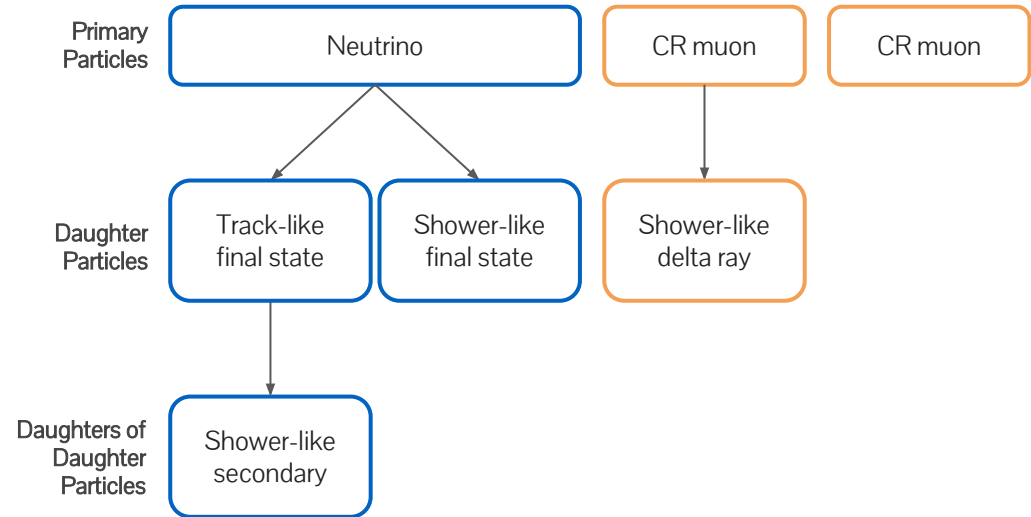 Primary
Particles
Neutrino
CR muon
CR muon
Daughter
Particles
Track-like
final state
Shower-like
final state
Shower-like
delta ray
Daughters of
Daughter
Particles
Shower-like
secondary